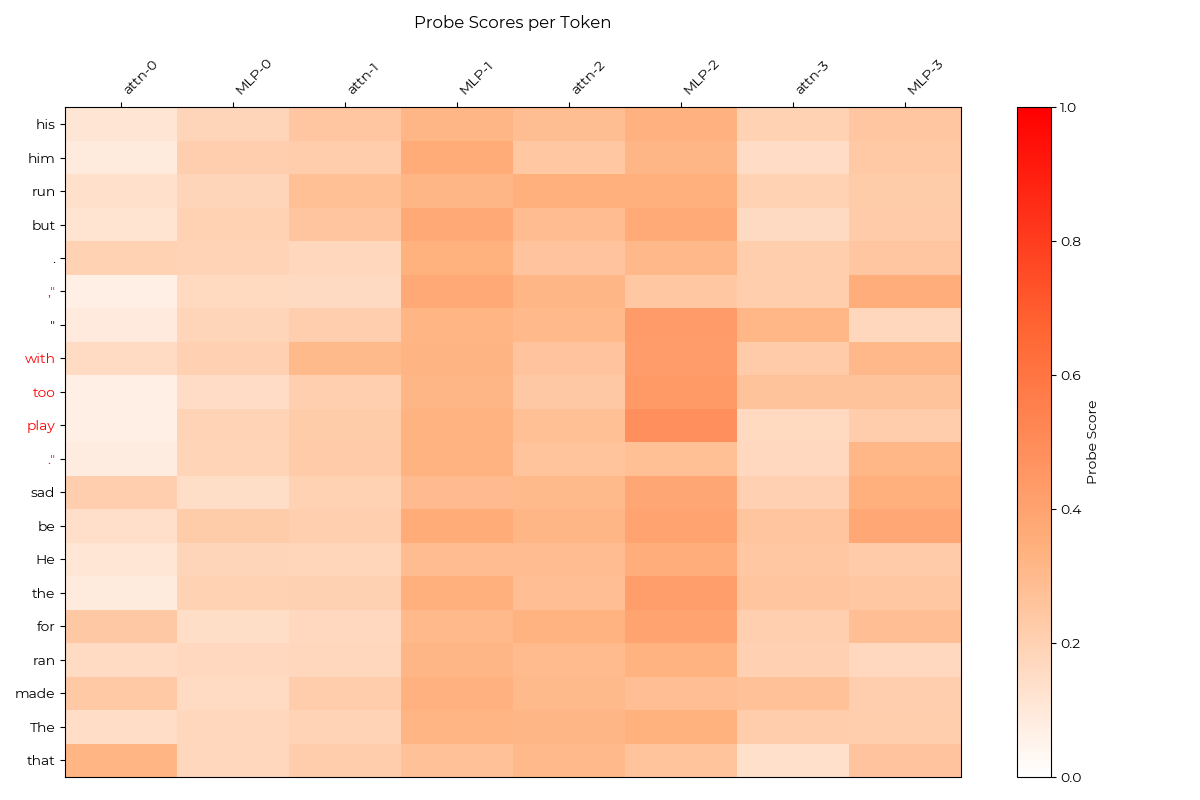 Probe Scores per Token
attn-0 MLP-0 attn-1 MLP-1 attn-2 MLP-2 attn-3 MLP-3
his
him
run
but
.
,"
"
with
too
play
."
sad
be
He
the
for
ran
made
The
that
1.0
0.8
0.6
0.4
0.2
0.0
Probe Score